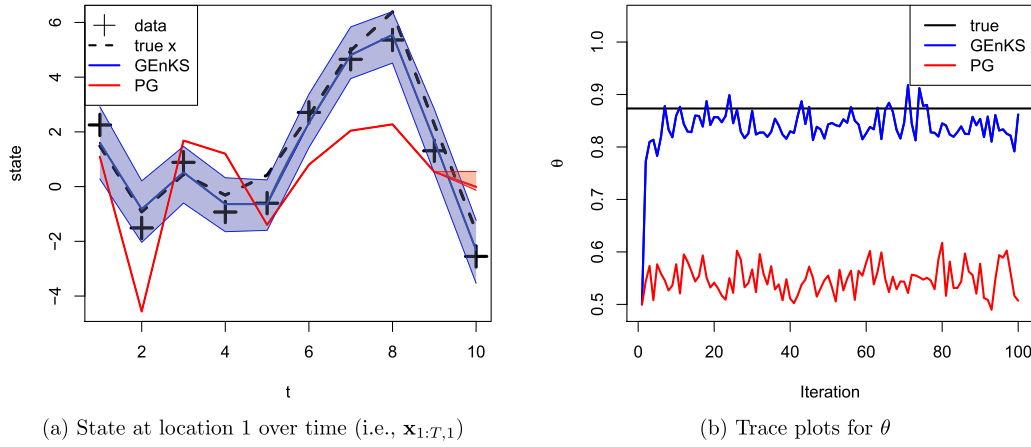 data
true x
GEnKS
PG
6
4
2
0
−2
−4
state
2
4
6
8
10
t
(a) State at location 1 over time (i.e., x1:T,1)
true
GEnKS
PG
1.0
0.9
0.8
0.7
0.6
0.5
θ
0
20
40
60
80
100
Iteration
(b) Trace plots for θ